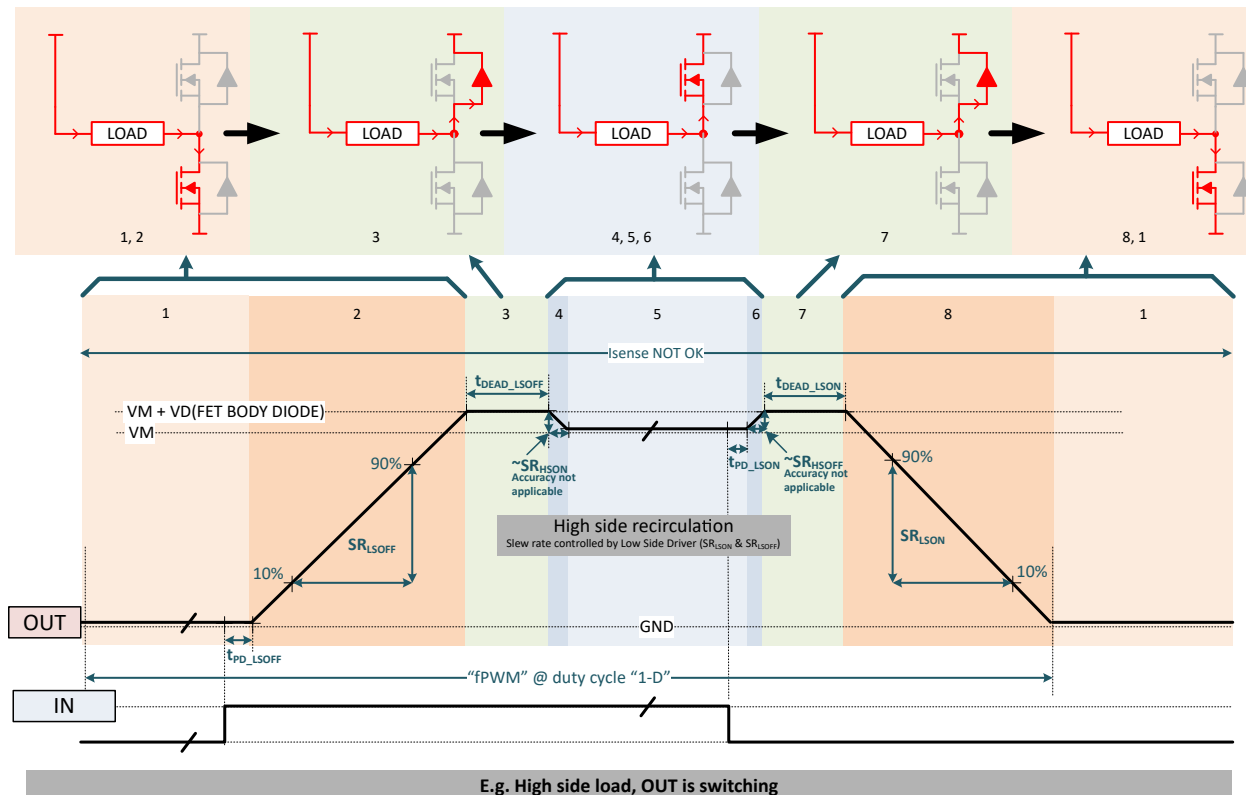 LOAD
LOAD
LOAD
LOAD
LOAD
1, 2
3
4, 5, 6
7
8, 1
1
2
3
4
5
6
7
8
1
Isense NOT OK
tDEAD_LSOFF
tDEAD_LSON
VM + VD(FET BODY DIODE)
VM
90%
~SRHSON
Accuracy not
applicable
tPD_LSON
~SRHSOFF
Accuracy not
applicable
90%
High side recirculation
Slew rate controlled by Low Side Driver (SRLSON & SRLSOFF)
SRLSOFF
SRLSON
10%
10%
OUT
GND
tPD_LSOFF
“fPWM” @ duty cycle “1-D”
IN
E.g. High side load, OUT is switching